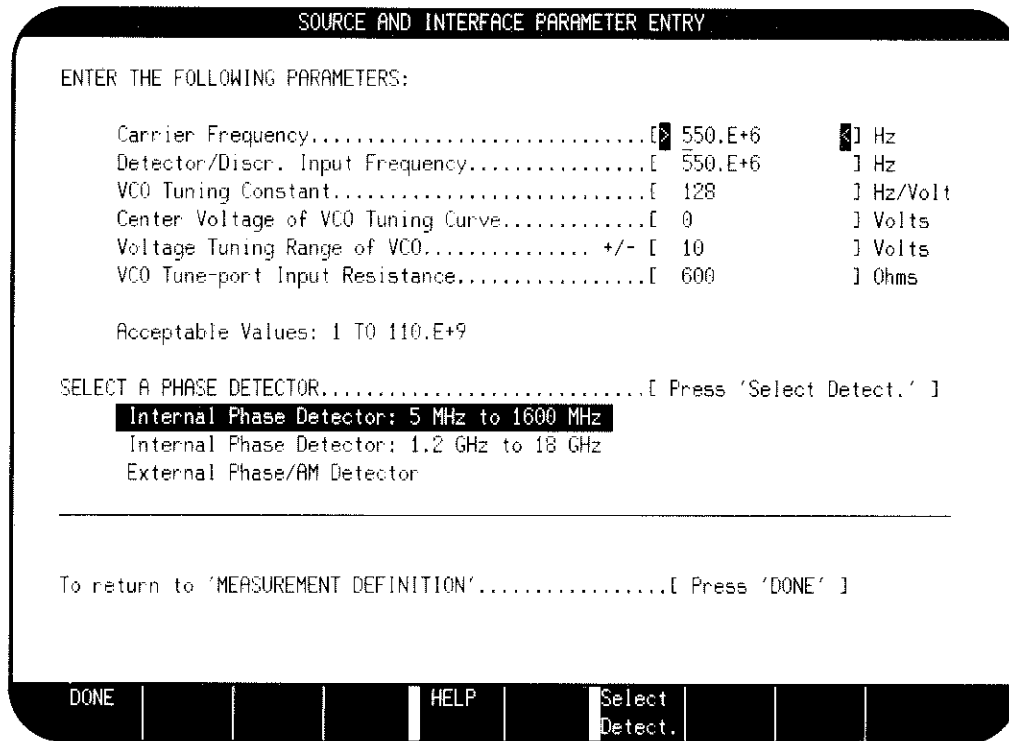 SOURCE AND INTERFACE PARAMETER ENTRY
ENTER THE FOLLOWING PARAMETERS:
Carrier Frequency..............................[> 550.E+6 <] Hz
Detector/Discr. Input Frequency................[ 550.E+6 ] Hz
VCO Tuning Constant............................[ 128 ] Hz/Volt
Center Voltage of VCO Tuning Curve.............[ 0 ] Volts
Voltage Tuning Range of VCO............... +/- [ 10 ] Volts
VCO Tune-port Input Resistance.................[ 600 ] Ohms
Acceptable Values: 1 TO 110.E+9
SELECT A PHASE DETECTOR.............................[ Press 'Select Detect.' ]
Internal Phase Detector: 5 MHz to 1600 MHz
Internal Phase Detector: 1.2 GHz to 18 GHz
External Phase/AM Detector
To return to 'MEASUREMENT DEFINITION'.................[ Press 'DONE' ]
DONE HELP Select
Detect.